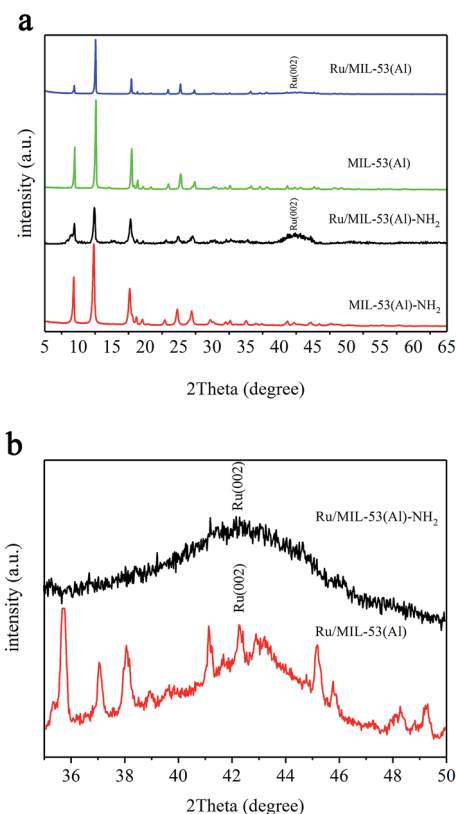 a
Ru(002)
Ru/MIL-53(Al)
MIL-53(Al)
Ru(002)
Ru/MIL-53(Al)-NH2
MIL-53(Al)-NH2
intensity (a.u.)
5 10 15 20 25 30 35 40 45 50 55 60 65
2Theta (degree)
b
Ru(002)
Ru/MIL-53(Al)-NH2
Ru(002)
Ru/MIL-53(Al)
intensity (a.u.)
36 38 40 42 44 46 48 50
2Theta (degree)